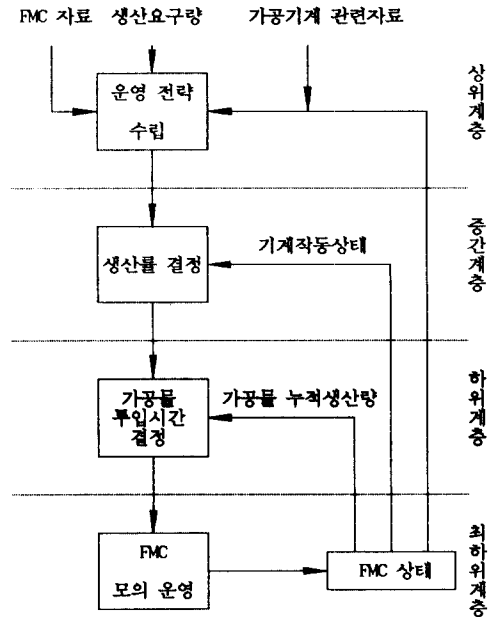 FMC 자료 생산요구량 가공기계 관련자료
운영 전략
수립
상위계층
생산률 결정
기계작동상태
중간계층
가공물
투입시간
결정
가공물 누적생산량
하위계층
FMC
모의 운영
FMC 상태
최하위계층